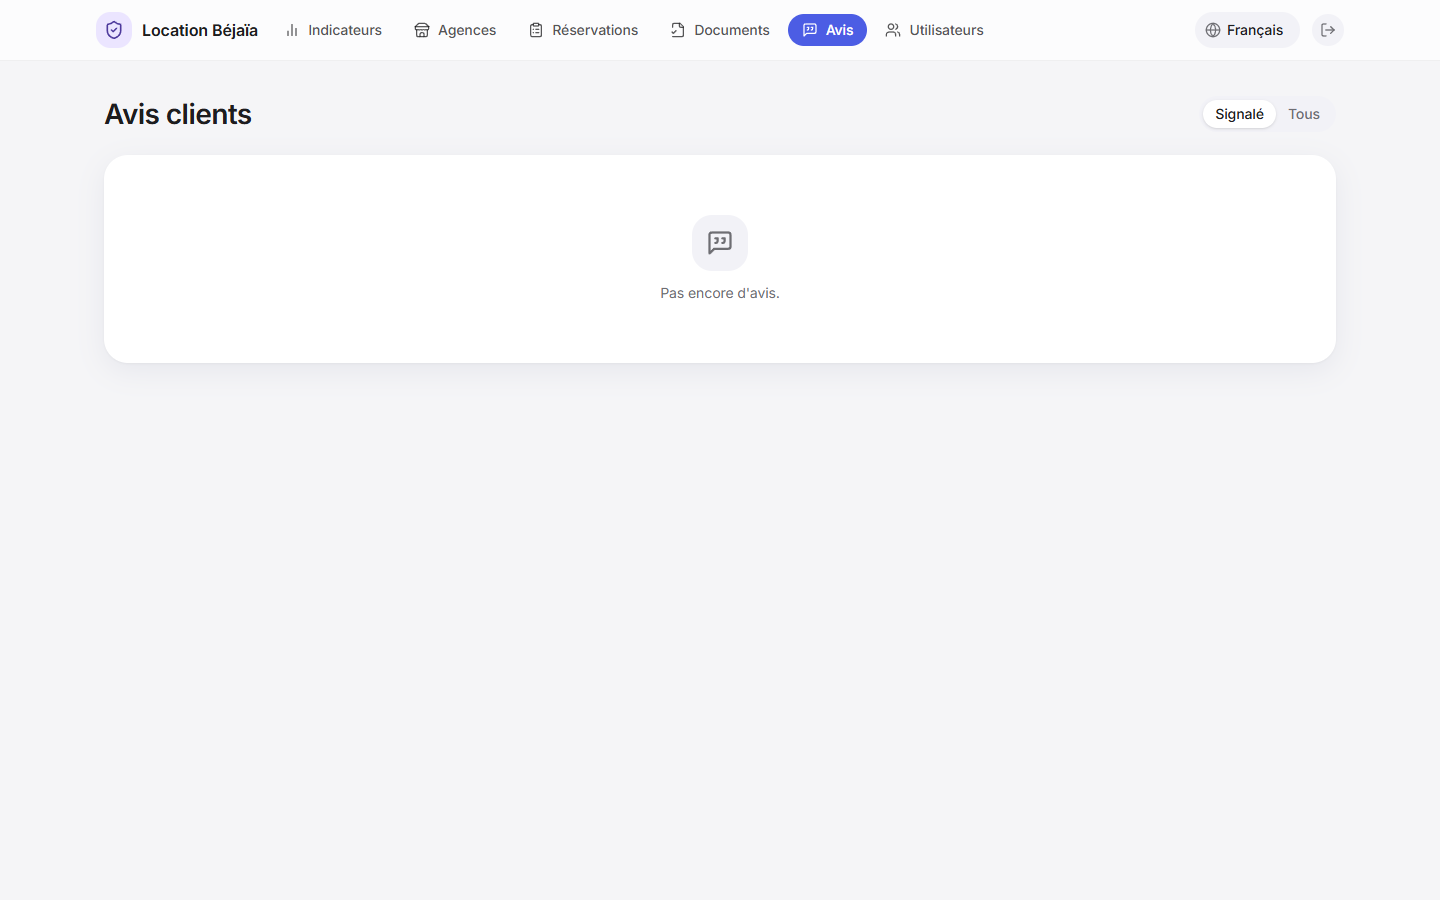 Location Béjaïa
Indicateurs
Agences
Réservations
Documents
Avis
Utilisateurs
Français
Avis clients
Signalé
Tous
Pas encore d'avis.